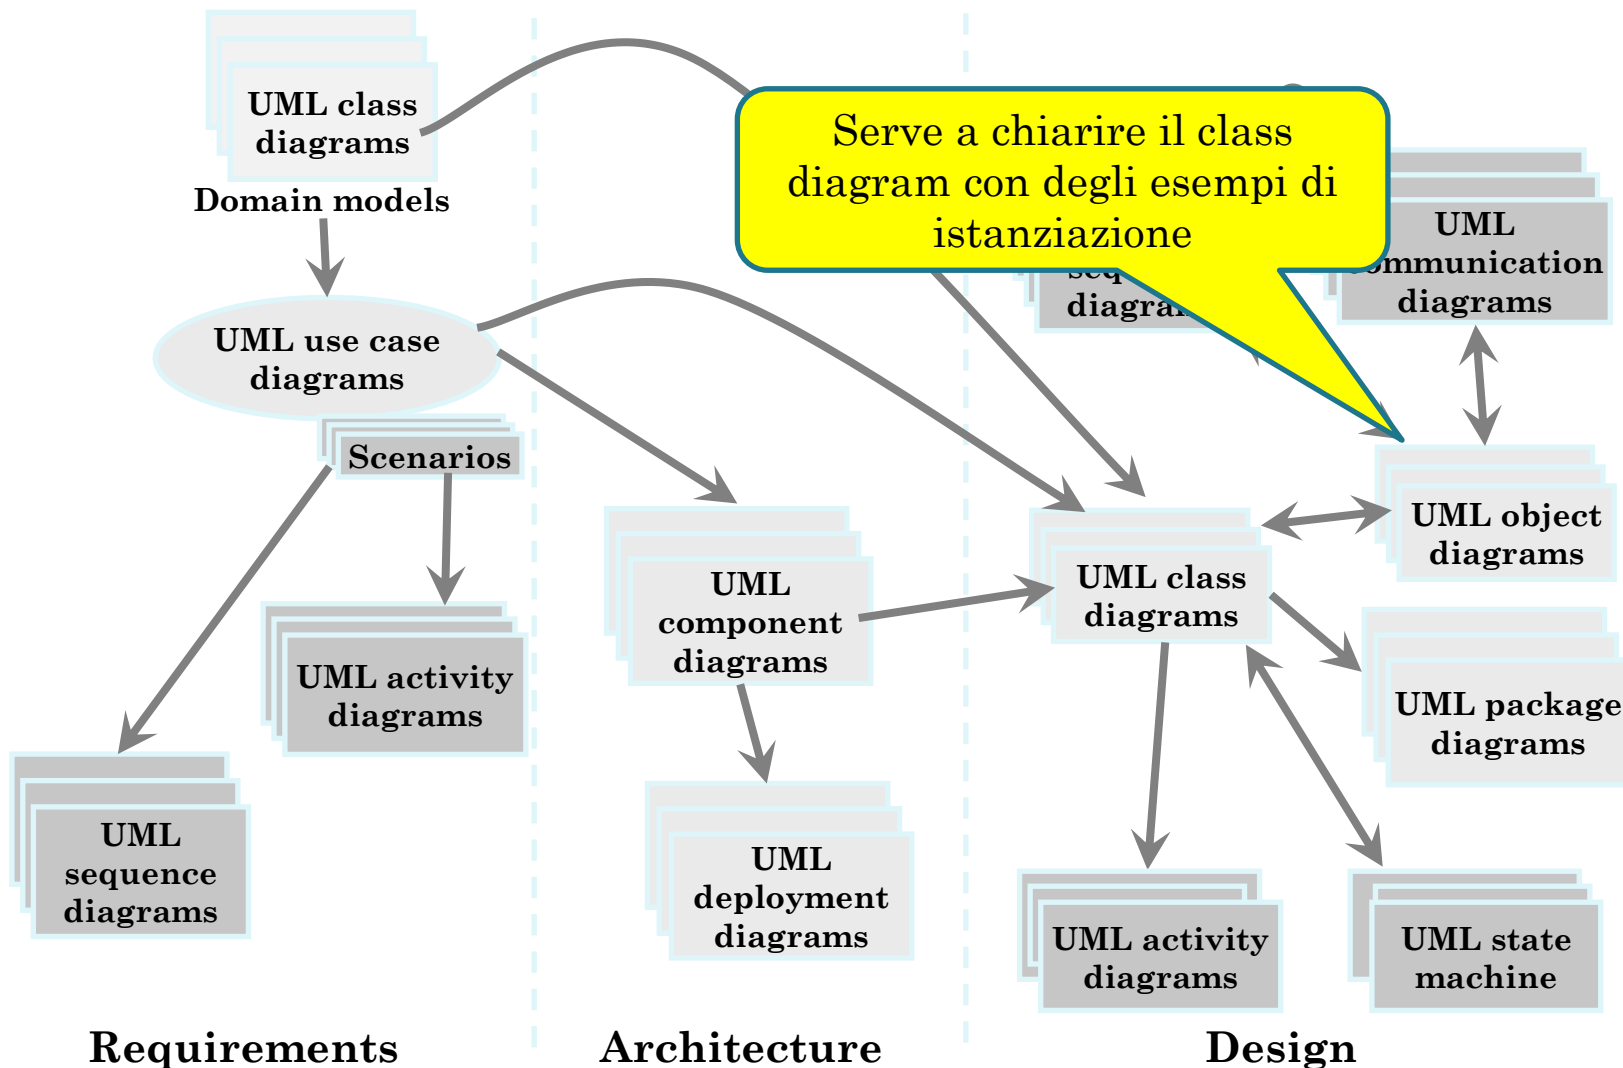 UML class
diagrams
Domain models
UML use case
diagrams
Scenarios
UML activity
diagrams
UML
sequence
diagrams
Requirements
UML
component
diagrams
UML
deployment
diagrams
Architecture
Serve a chiarire il class
diagram con degli esempi di
istanziazione
diagra
UML
mmunication
diagrams
UML object
diagrams
UML class
diagrams
UML package
diagrams
UML activity
diagrams
UML state
machine
Design